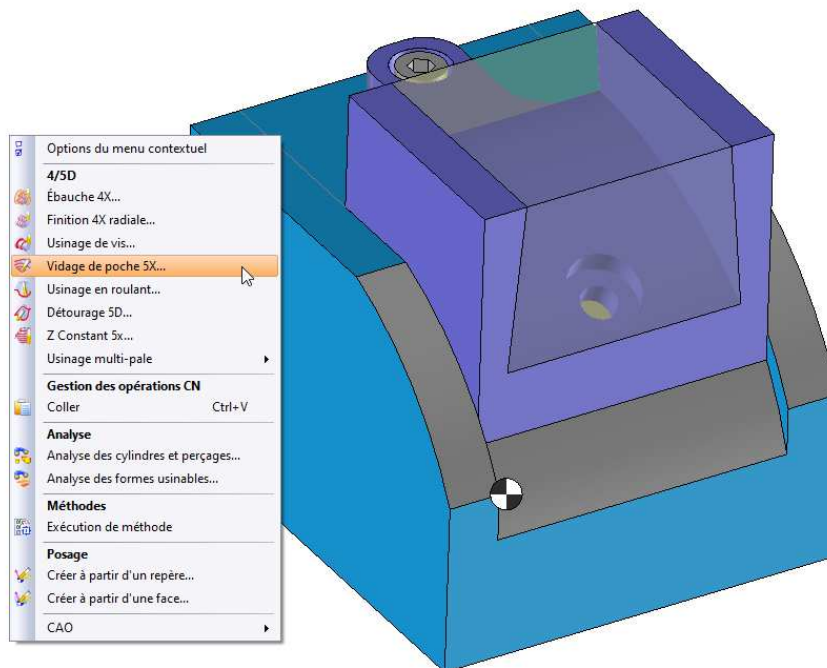 Options du menu contextuel
4/5D
Ébauche 4X...
Finition 4X radiale...
Usinage de vis...
Vidage de poche 5X...
Usinage en roulant...
Détourage 5D...
Z Constant 5x...
Usinage multi-pale
Gestion des opérations CN
Coller Ctrl+V
Analyse
Analyse des cylindres et perçages...
Analyse des formes usinables...
Méthodes
Exécution de méthode
Posage
Créer à partir d'un repère...
Créer à partir d'une face...
CAO